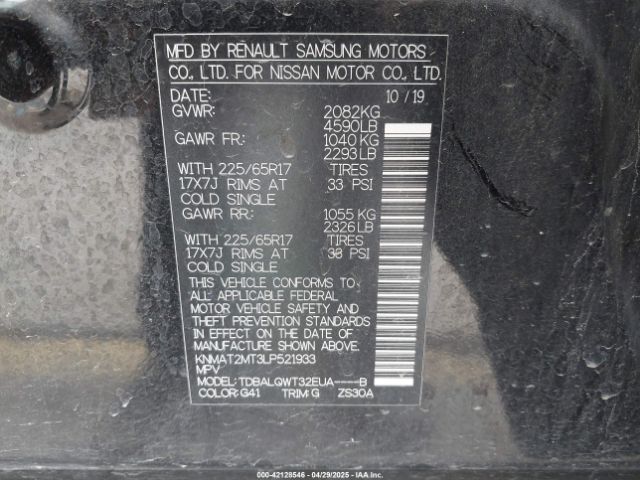 MFD BY RENAULT SAMSUNG MOTORS
CO., LTD. FOR NISSAN MOTOR CO., LTD.
DATE: 10 / 19
GVWR: 2082KG
4590LB
GAWR FR: 1040 KG
2293 LB
WITH 225/65R17 TIRES
17X7J RIMS AT 33 PSI
COLD SINGLE
GAWR RR: 1055 KG
2326 LB
WITH 225/65R17 TIRES
17X7J RIMS AT 33 PSI
COLD SINGLE
THIS VEHICLE CONFORMS TO
ALL APPLICABLE FEDERAL
MOTOR VEHICLE SAFETY AND
THEFT PREVENTION STANDARDS
IN EFFECT ON THE DATE OF
MANUFACTURE SHOWN ABOVE.
KNMAT2MT3LP521933
MPV
MODEL: TDBALQWT32EUA----B
COLOR: G41 TRIM: G ZS30A
000-42128546 - 04/29/2025 - IAAI, Inc.